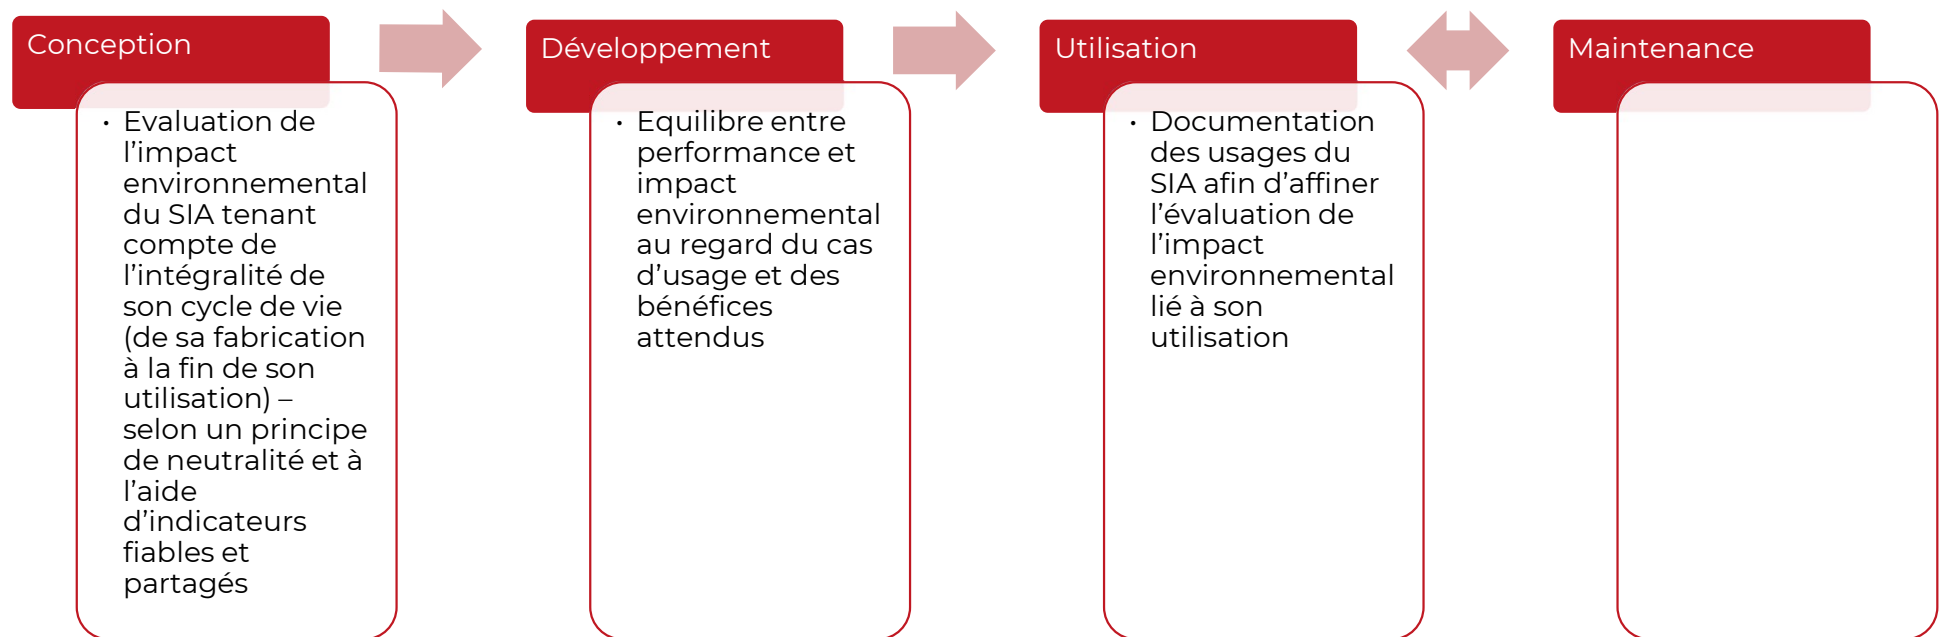 Conception
· Evaluation de
l’impact
environnemental
du SIA tenant
compte de
l’intégralité de
son cycle de vie
(de sa fabrication
à la fin de son
utilisation) –
selon un principe
de neutralité et à
l’aide
d’indicateurs
fiables et
partagés
Développement
· Equilibre entre
performance et
impact
environnemental
au regard du cas
d’usage et des
bénéfices
attendus
Utilisation
· Documentation
des usages du
SIA afin d’affiner
l’évaluation de
l’impact
environnemental
lié à son
utilisation
Maintenance